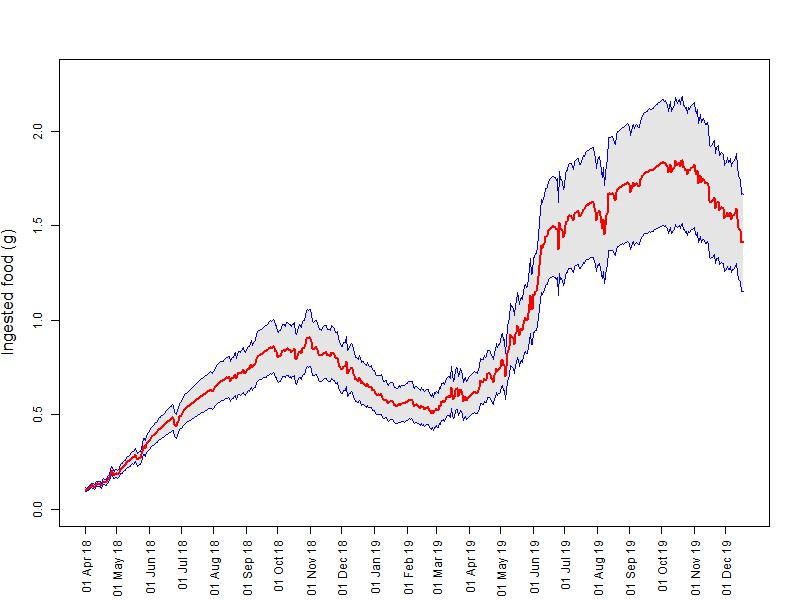 Ingested food (g)
2.0
1.5
1.0
0.5
0.0
01 Apr 18
01 May 18
01 Jun 18
01 Jul 18
01 Aug 18
01 Sep 18
01 Oct 18
01 Nov 18
01 Dec 18
01 Jan 19
01 Feb 19
01 Mar 19
01 Apr 19
01 May 19
01 Jun 19
01 Jul 19
01 Aug 19
01 Sep 19
01 Oct 19
01 Nov 19
01 Dec 19